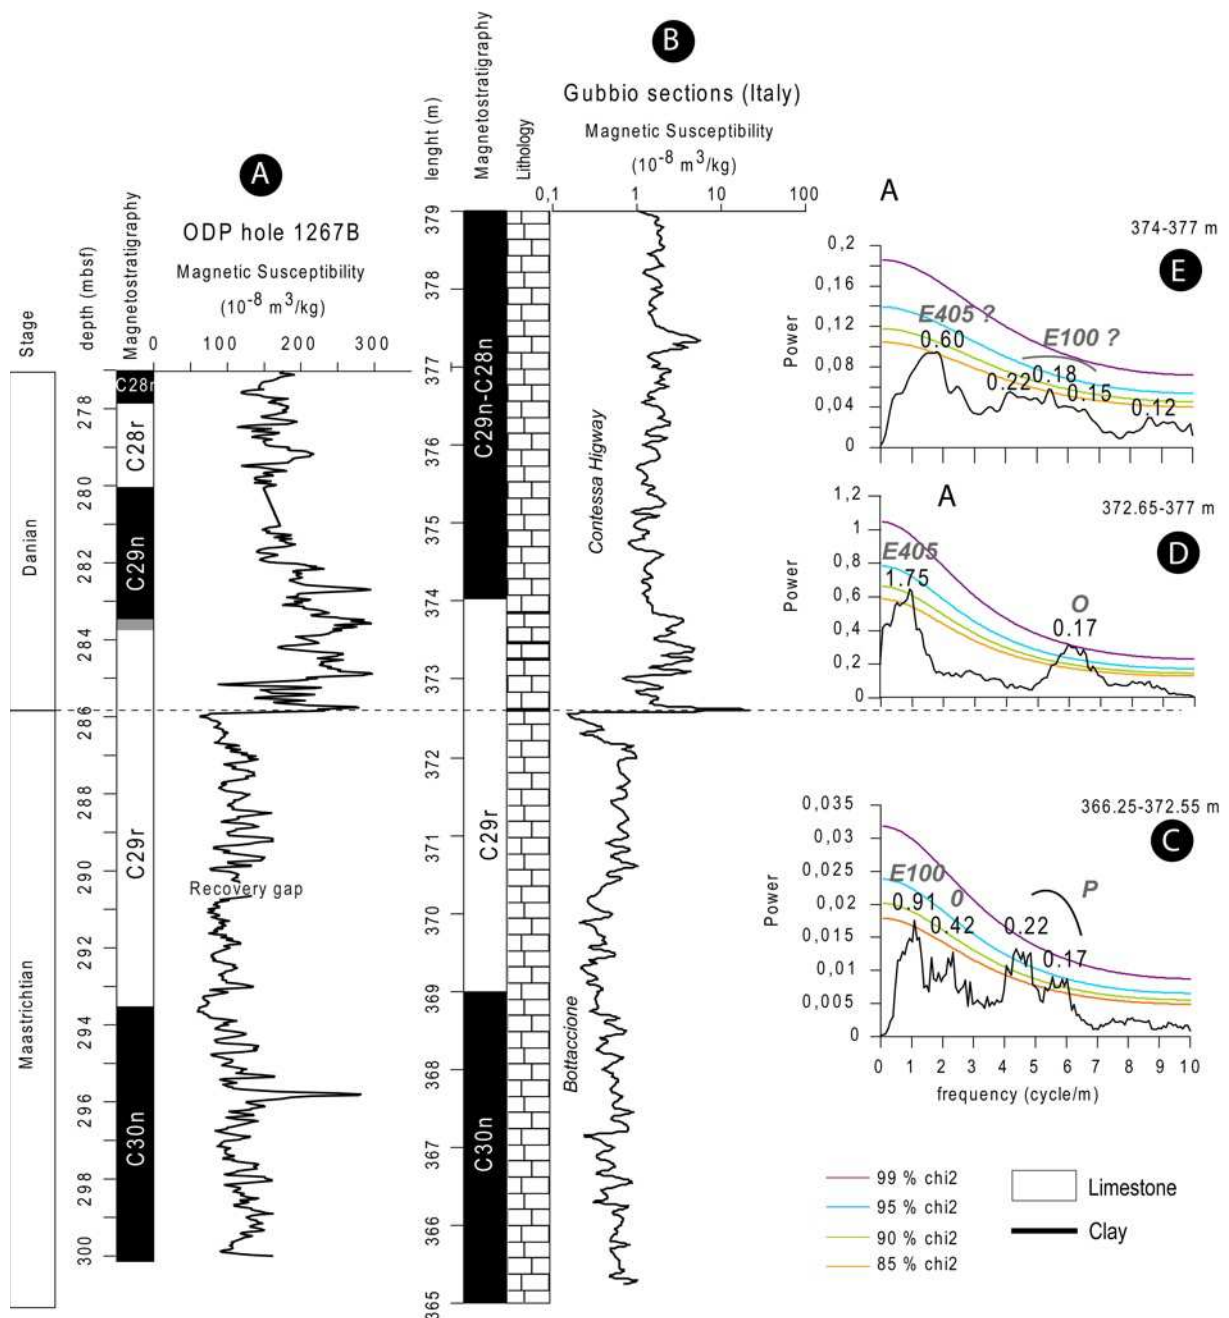 B
Gubbio sections (Italy)
Magnetic Susceptibility
(10⁻⁸ m³/kg)
0,1 1 10 100
lenght (m)
Magnetostratigraphy
Lithology
A
ODP hole 1267B
Magnetic Susceptibility
(10⁻⁸ m³/kg)
0 100 200 300
Stage
depth (mbsf)
Magnetostratigraphy
Danian
Maastrichtian
278
280
282
284
286
288
290
292
294
296
298
300
C28n
C28r
C29n
C29r
C30n
Recovery gap
379
378
377
376
375
374
373
372
371
370
369
368
367
366
365
C29n-C28n
C29r
C30n
Contessa Higway
Bottaccione
A
374-377 m
E
0,2
0,16
0,12
0,08
0,04
0
Power
E405 ?
0.60
E100 ?
0.22
0.18
0.15
0.12
A
372.65-377 m
D
1,2
1
0,8
0,6
0,4
0,2
0
Power
E405
1.75
O
0.17
366.25-372.55 m
C
0,035
0,03
0,025
0,02
0,015
0,01
0,005
0
Power
E100
0.91
0
0.42
0.22
0.17
P
0 1 2 3 4 5 6 7 8 9 10
frequency (cycle/m)
99 % chi2
95 % chi2
90 % chi2
85 % chi2
Limestone
Clay